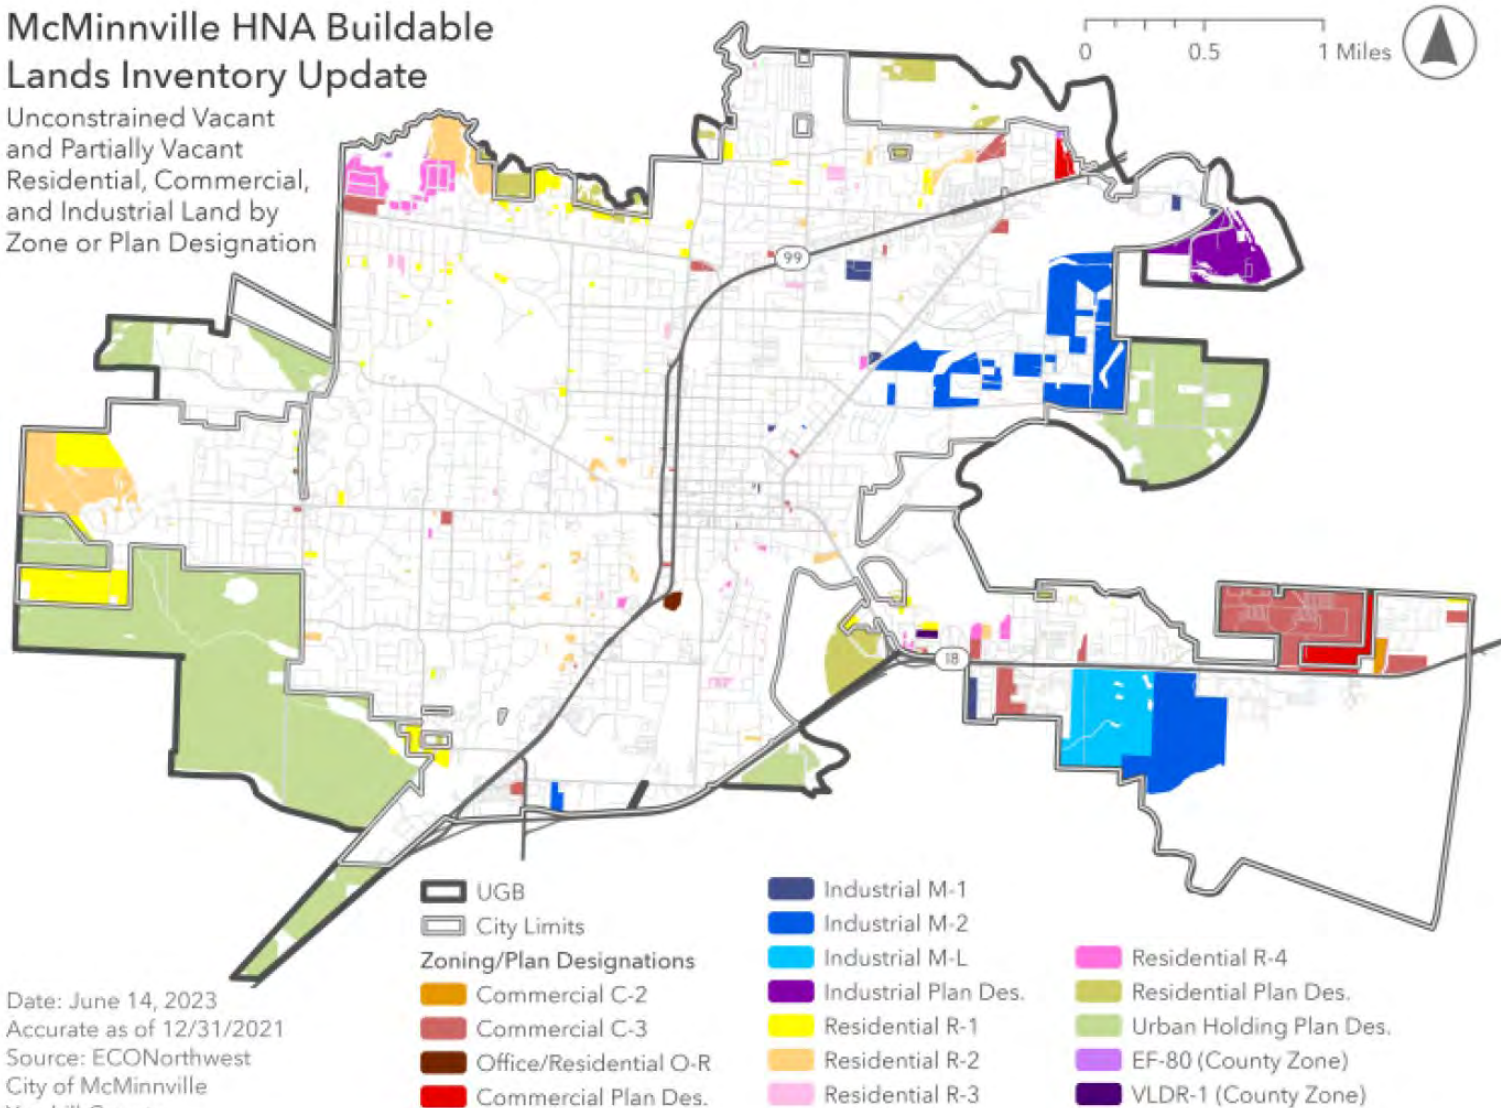 McMinnville HNA Buildable
Lands Inventory Update
Unconstrained Vacant
and Partially Vacant
Residential, Commercial,
and Industrial Land by
Zone or Plan Designation
0 0.5 1 Miles
99
18
UGB
City Limits
Zoning/Plan Designations
Commercial C-2
Commercial C-3
Office/Residential O-R
Commercial Plan Des.
Industrial M-1
Industrial M-2
Industrial M-L
Industrial Plan Des.
Residential R-1
Residential R-2
Residential R-3
Residential R-4
Residential Plan Des.
Urban Holding Plan Des.
EF-80 (County Zone)
VLDR-1 (County Zone)
Date: June 14, 2023
Accurate as of 12/31/2021
Source: ECONorthwest
City of McMinnville